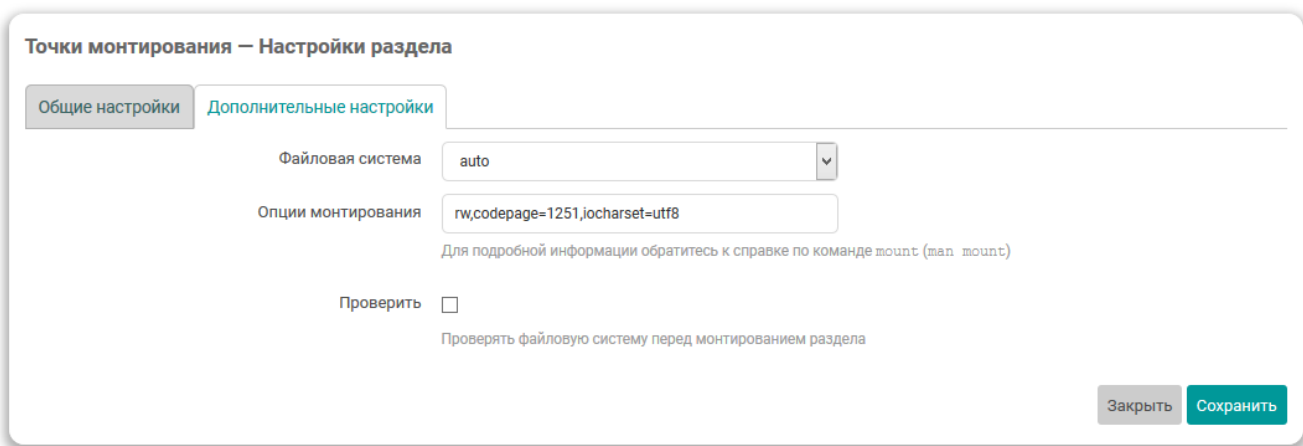 Точки монтирования — Настройки раздела
Общие настройки Дополнительные настройки
Файловая система auto
Опции монтирования rw,codepage=1251,iocharset=utf8
Для подробной информации обратитесь к справке по команде mount (man mount)
Проверить
Проверять файловую систему перед монтированием раздела
Закрыть Сохранить